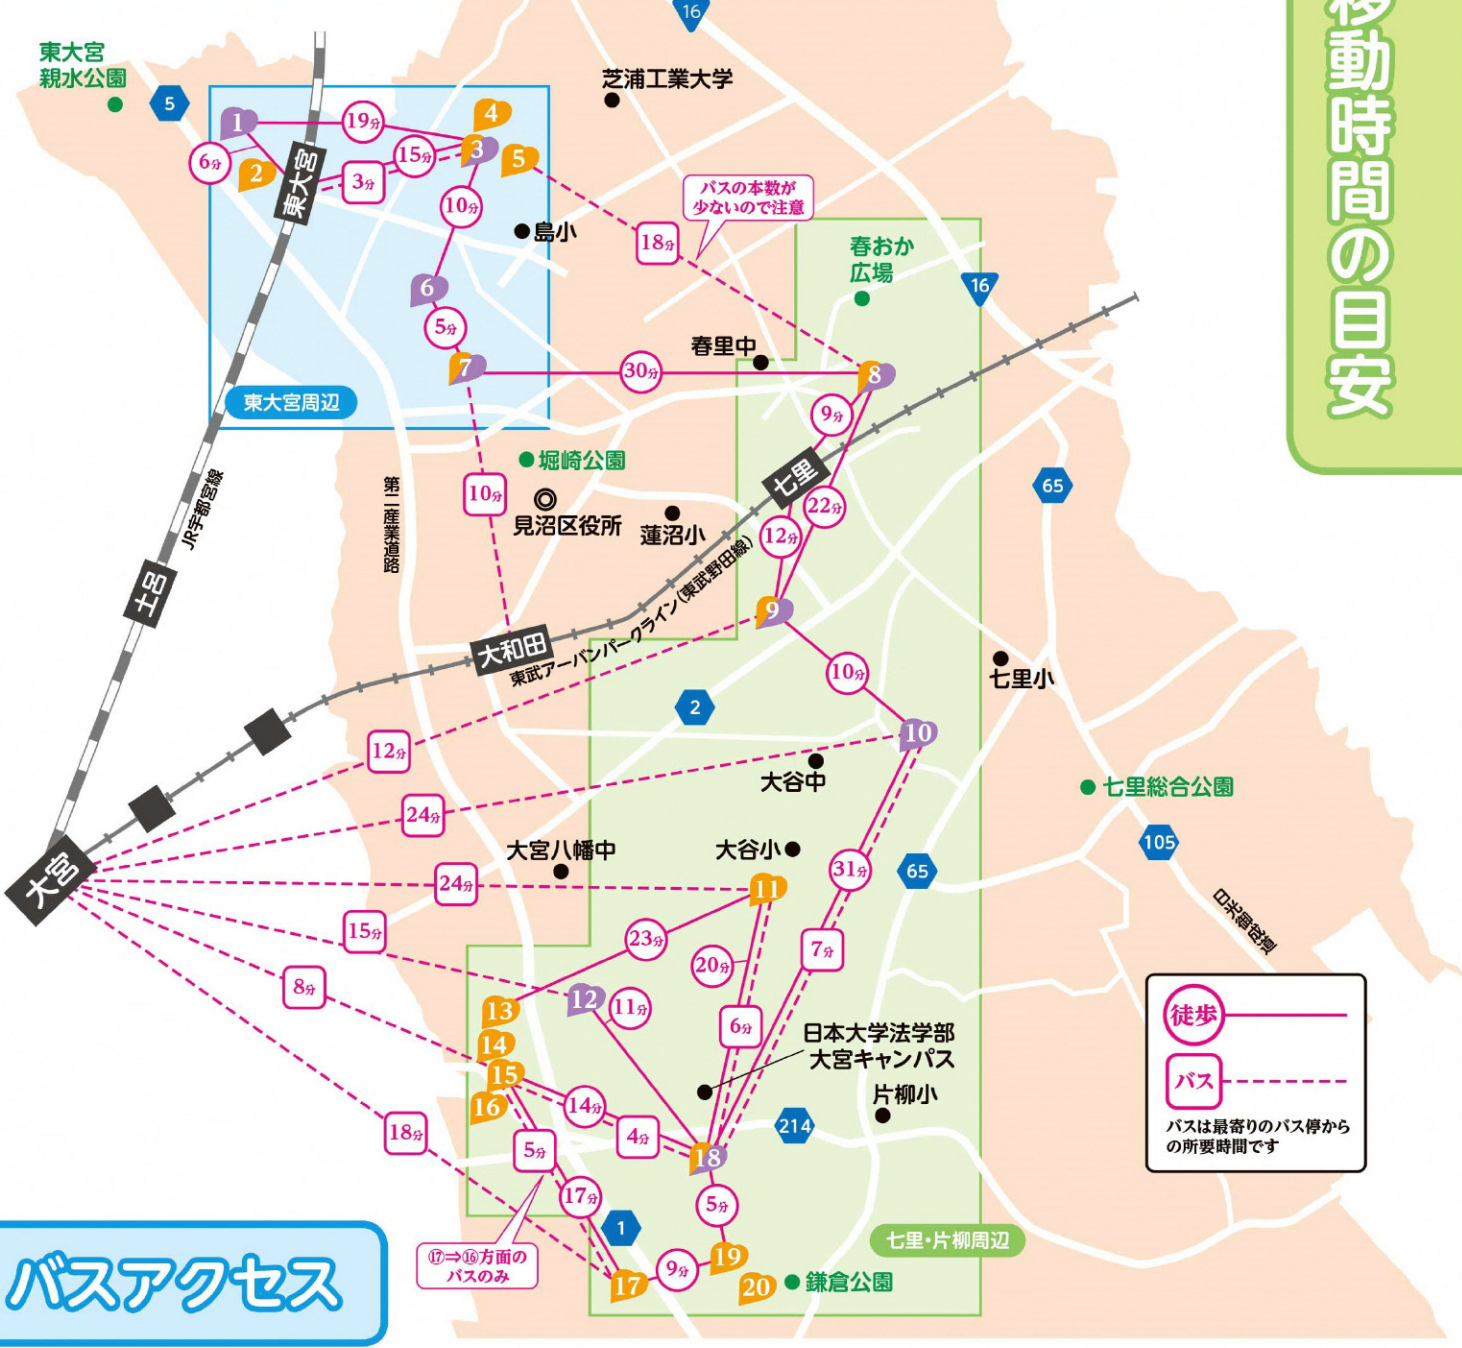 移動時間の目安
16
東大宮
親水公園
5
芝浦工業大学
1
19分
4
3
5
15分
6分
2
3分
東大宮
10分
島小
バスの本数が
少ないので注意
18分
春おか
広場
16
6
5分
春里中
7
30分
8
東大宮周辺
9分
堀崎公園
七里
65
第二産業道路
10分
見沼区役所
蓮沼小
22分
12分
JR宇都宮線
土呂
9
大和田
東武アーバンパークライン(東武野田線)
10分
七里小
2
12分
10
大谷中
七里総合公園
24分
大宮八幡中
大谷小
105
大宮
31分
65
24分
11
日光御成道
15分
23分
7分
20分
8分
12
11分
13
6分
日本大学法学部
大宮キャンパス
徒歩
14
15
バス
16
14分
片柳小
18分
4分
214
バスは最寄りのバス停から
の所要時間です
5分
18
17分
5分
1
七里・片柳周辺
⑰⇒⑯方面の
バスのみ
9分
19
17
20
鎌倉公園
バスアクセス